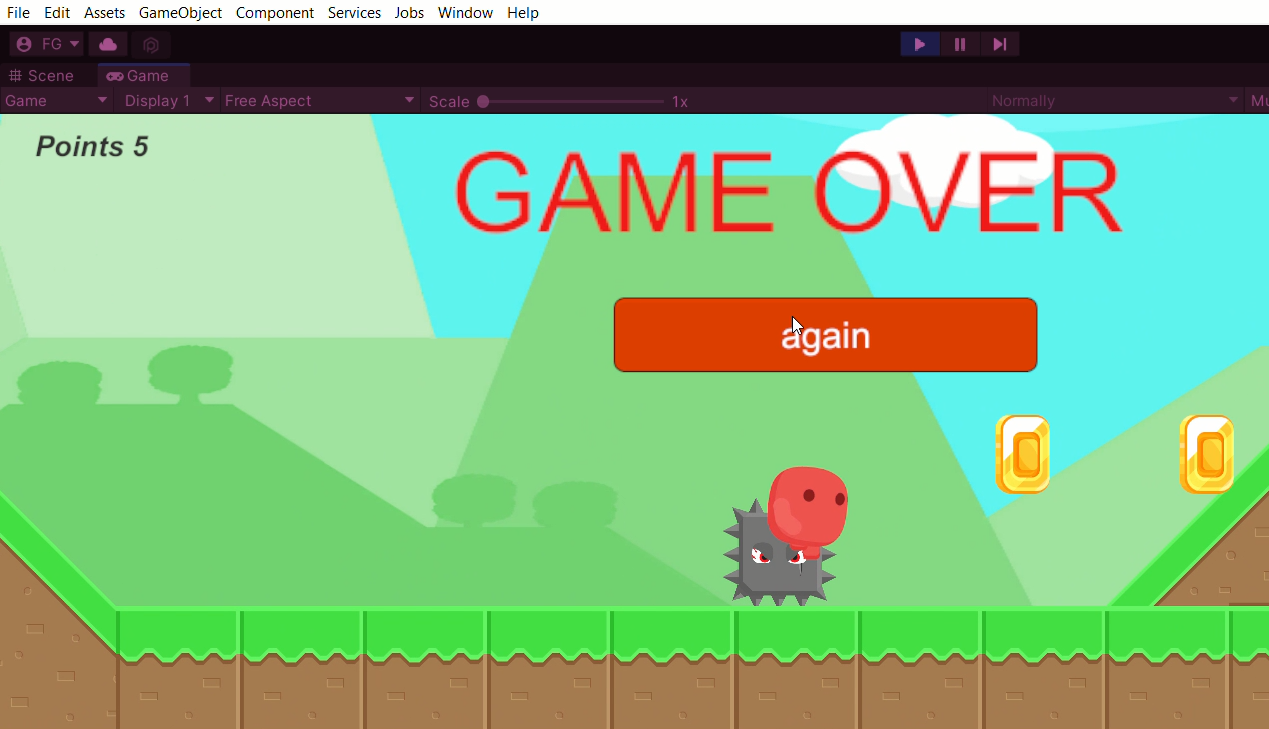 File Edit Assets GameObject Component Services Jobs Window Help
FG
Scene Game
Game Display 1 Free Aspect Scale 1x Normally
Points 5
GAME OVER
again